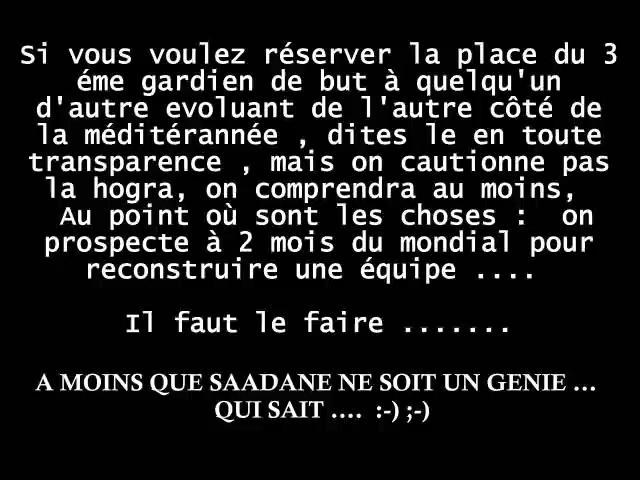 Si vous voulez réserver la place du 3
éme gardien de but à quelqu'un
d'autre evoluant de l'autre côté de
la méditérannée , dites le en toute
transparence , mais on cautionne pas
la hogra, on comprendra au moins,
Au point où sont les choses : on
prospecte à 2 mois du mondial pour
reconstruire une équipe ....
Il faut le faire .......
A MOINS QUE SAADANE NE SOIT UN GENIE ...
QUI SAIT .... :-) ;-)